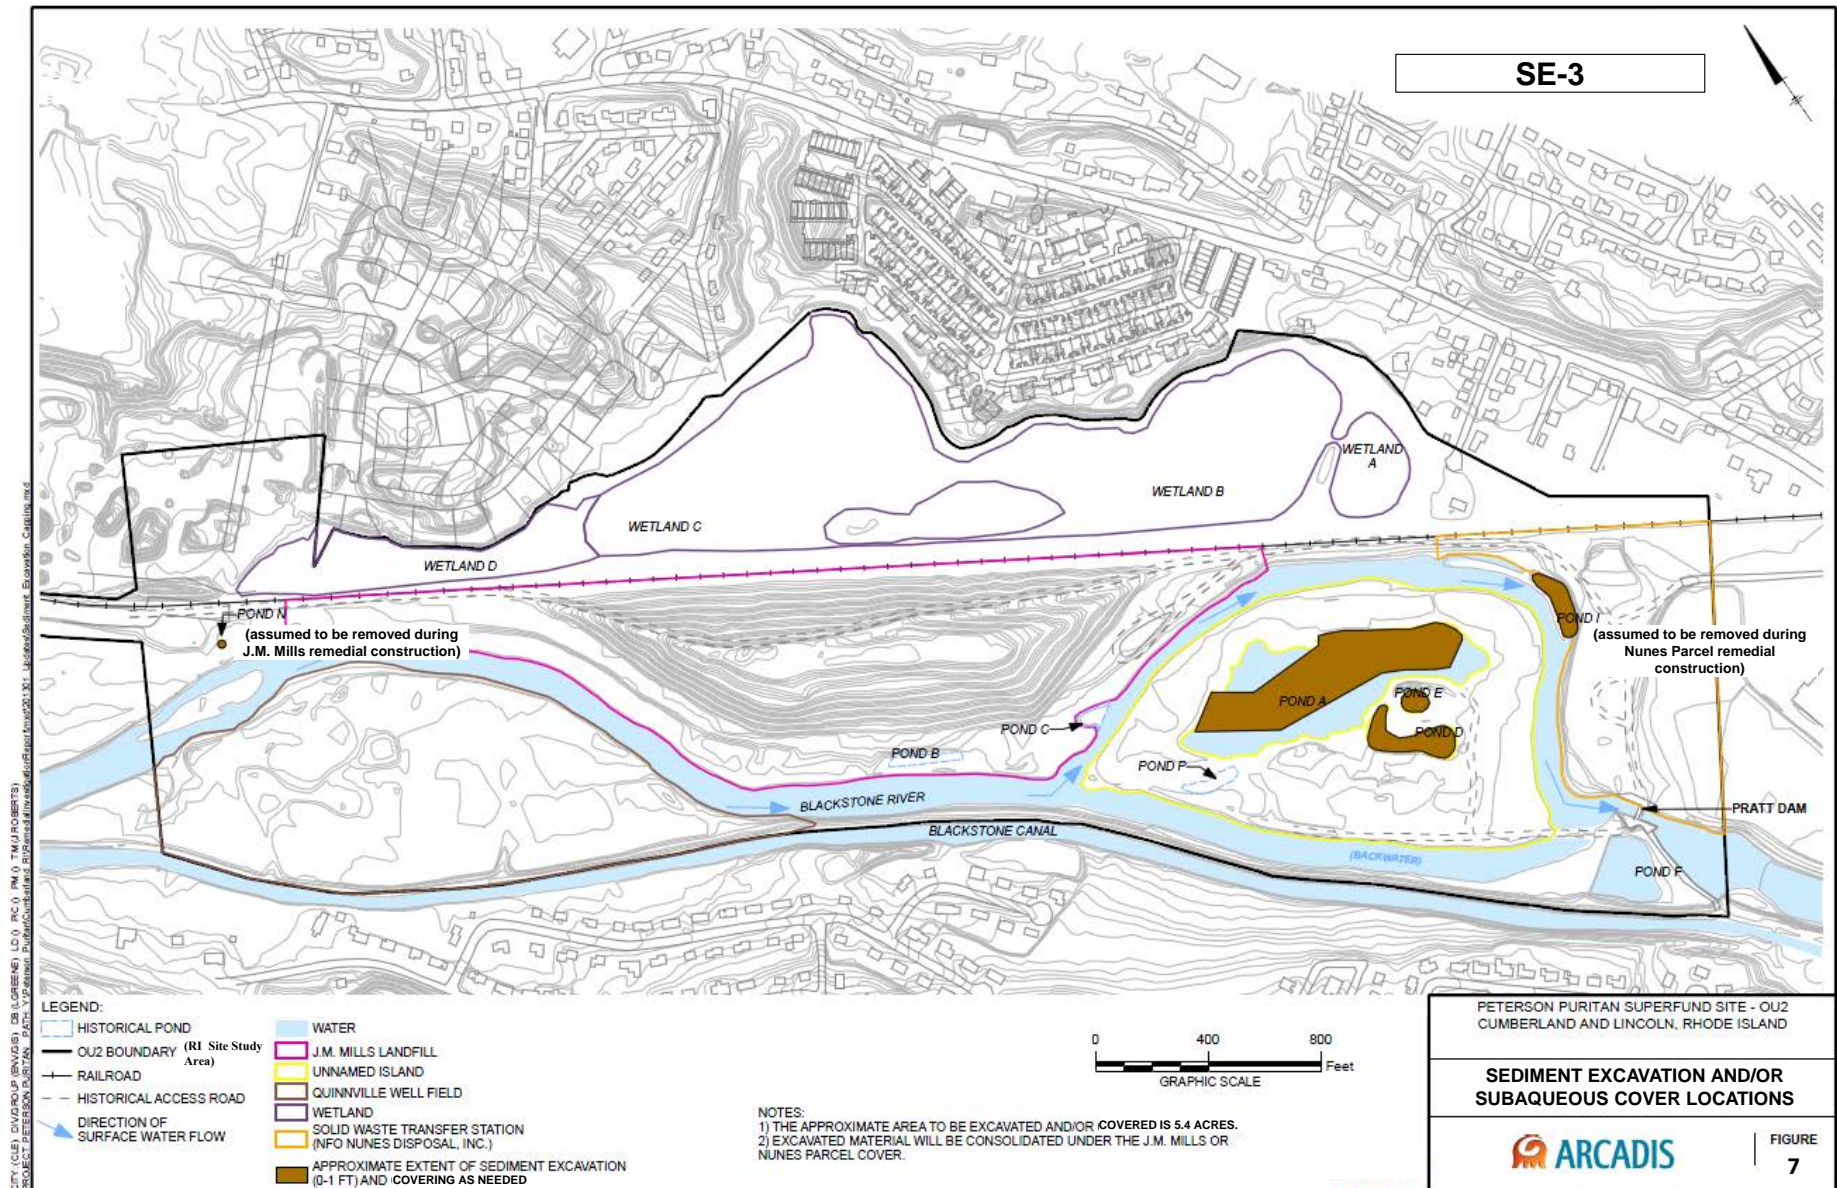 SE-3
WETLAND
A
WETLAND B
WETLAND C
WETLAND D
POND N
(assumed to be removed during
J.M. Mills remedial construction)
POND I
(assumed to be removed during
Nunes Parcel remedial
construction)
POND A
POND E
POND D
POND C
POND B
POND P
BLACKSTONE RIVER
PRATT DAM
BLACKSTONE CANAL
(BACKWATER)
POND F
LEGEND:
HISTORICAL POND
OU2 BOUNDARY (RI Site Study
Area)
RAILROAD
HISTORICAL ACCESS ROAD
DIRECTION OF
SURFACE WATER FLOW
WATER
J.M. MILLS LANDFILL
UNNAMED ISLAND
QUINNVILLE WELL FIELD
WETLAND
SOLID WASTE TRANSFER STATION
(NFO NUNES DISPOSAL, INC.)
APPROXIMATE EXTENT OF SEDIMENT EXCAVATION
(0-1 FT) AND COVERING AS NEEDED
0 400 800
Feet
GRAPHIC SCALE
NOTES:
1) THE APPROXIMATE AREA TO BE EXCAVATED AND/OR COVERED IS 5.4 ACRES.
2) EXCAVATED MATERIAL WILL BE CONSOLIDATED UNDER THE J.M. MILLS OR
NUNES PARCEL COVER.
PETERSON PURITAN SUPERFUND SITE - OU2
CUMBERLAND AND LINCOLN, RHODE ISLAND
SEDIMENT EXCAVATION AND/OR
SUBAQUEOUS COVER LOCATIONS
ARCADIS
FIGURE
7